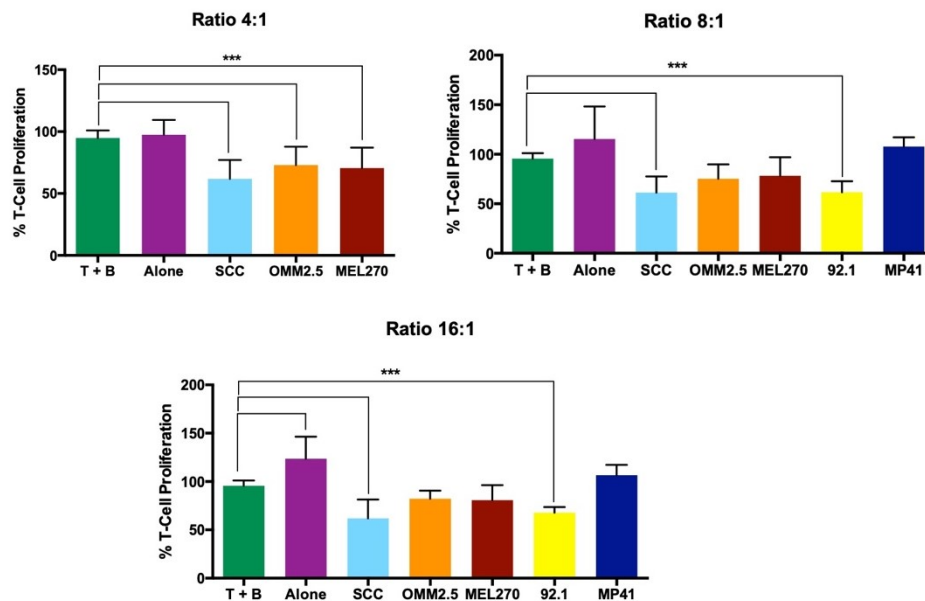 Ratio 4:1
% T-Cell Proliferation
150
100
50
0
***
T + B Alone SCC OMM2.5 MEL270
Ratio 8:1
% T-Cell Proliferation
200
150
100
50
0
***
T + B Alone SCC OMM2.5 MEL270 92.1 MP41
Ratio 16:1
% T-Cell Proliferation
200
150
100
50
0
***
T + B Alone SCC OMM2.5 MEL270 92.1 MP41